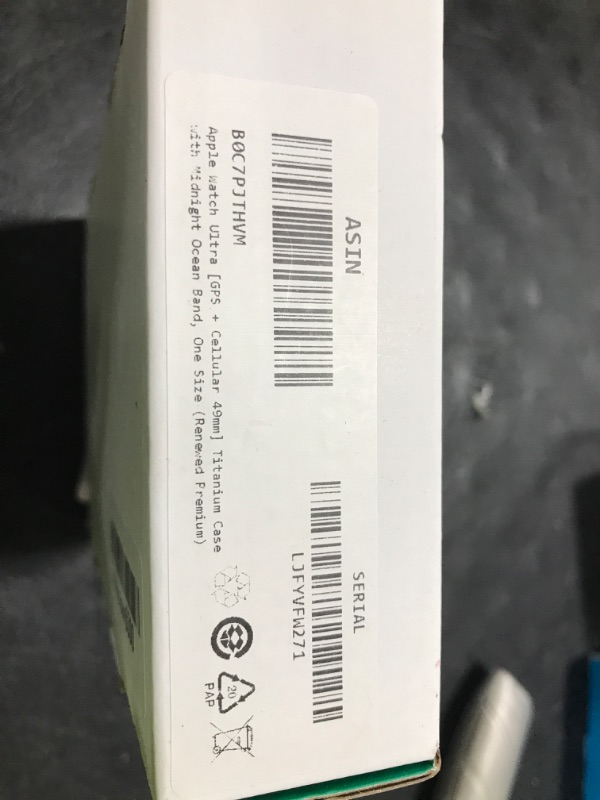 ASIN
B0C7PJTHVM
Apple Watch Ultra [GPS + Cellular 49mm] Titanium Case
with Midnight Ocean Band, One Size (Renewed Premium)
SERIAL
LJFYVFW271
20
PAP